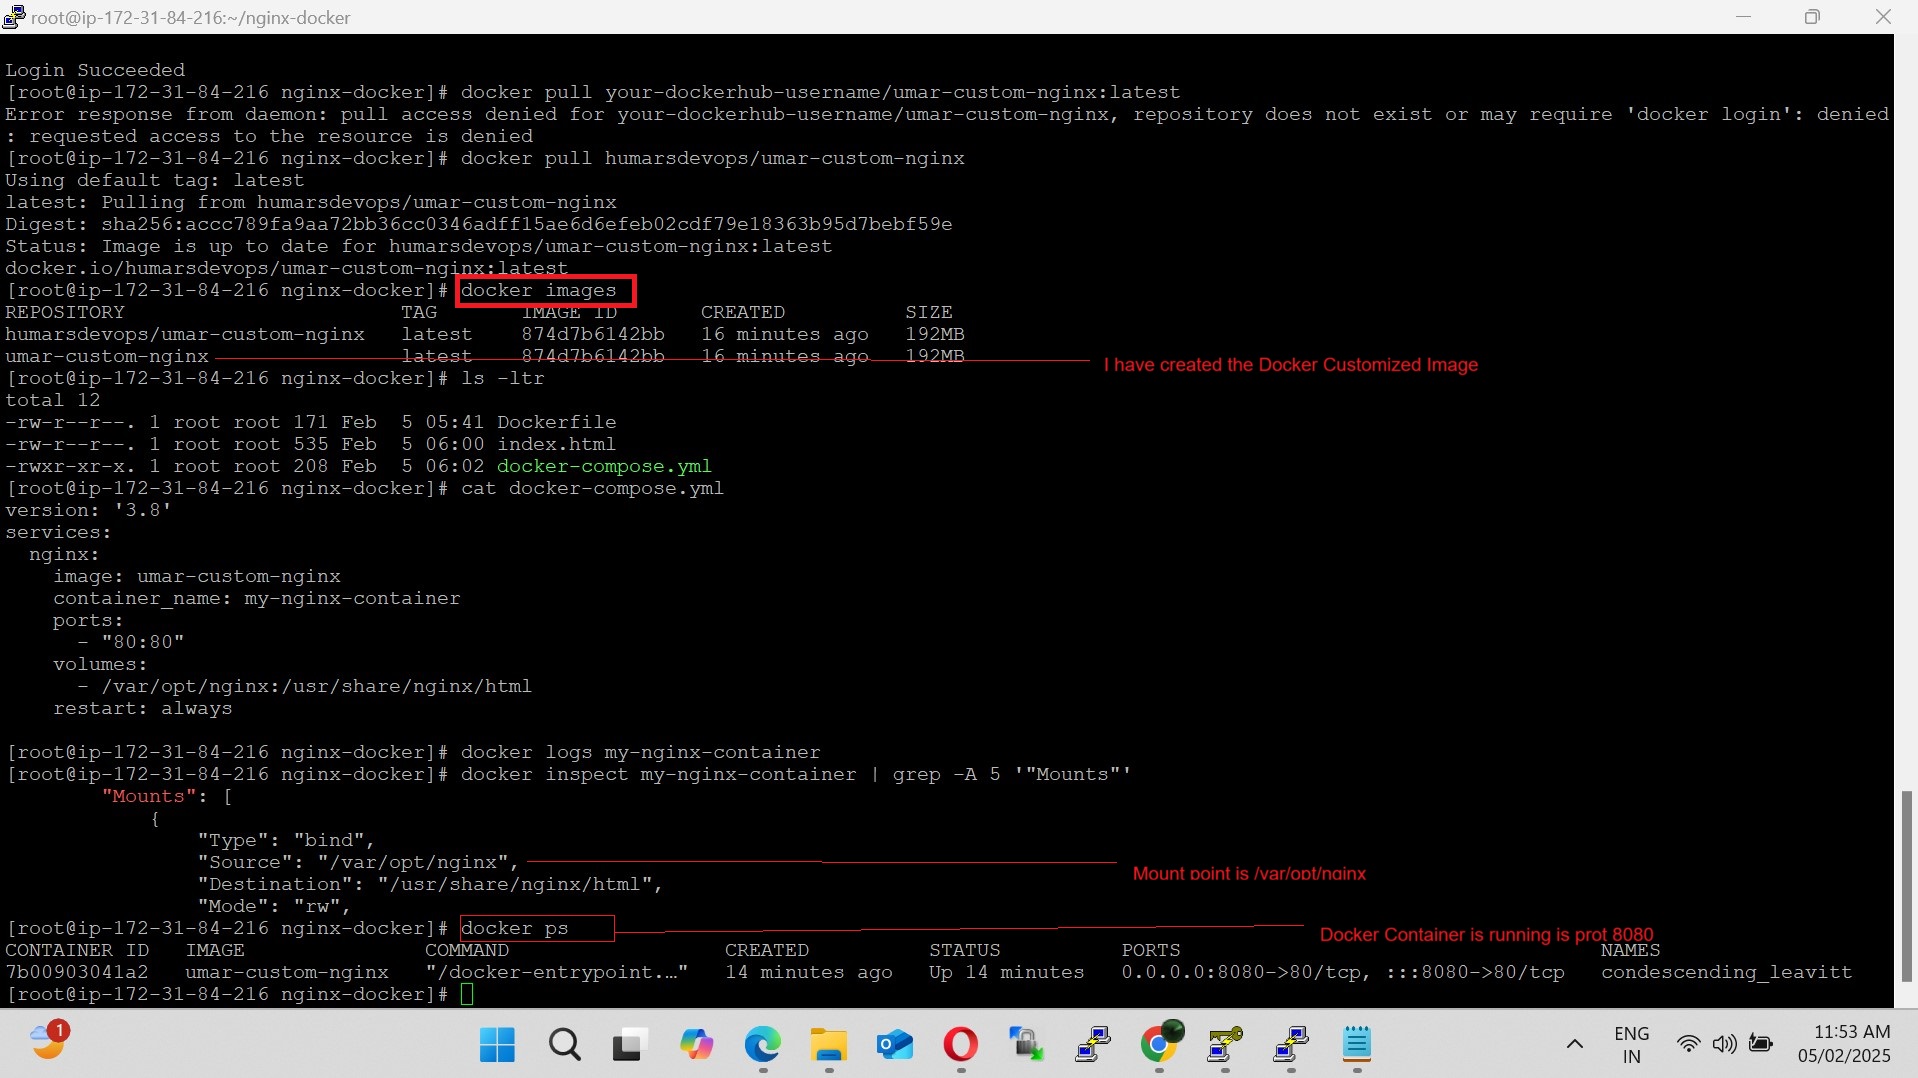 root@ip-172-31-84-216:~/nginx-docker
Login Succeeded
[root@ip-172-31-84-216 nginx-docker]# docker pull your-dockerhub-username/umar-custom-nginx:latest
Error response from daemon: pull access denied for your-dockerhub-username/umar-custom-nginx, repository does not exist or may require 'docker login': denied
: requested access to the resource is denied
[root@ip-172-31-84-216 nginx-docker]# docker pull humarsdevops/umar-custom-nginx
Using default tag: latest
latest: Pulling from humarsdevops/umar-custom-nginx
Digest: sha256:accc789fa9aa72bb36cc0346adff15ae6d6efeb02cdf79e18363b95d7bebf59e
Status: Image is up to date for humarsdevops/umar-custom-nginx:latest
docker.io/humarsdevops/umar-custom-nginx:latest
[root@ip-172-31-84-216 nginx-docker]# docker images
REPOSITORY TAG IMAGE ID CREATED SIZE
humarsdevops/umar-custom-nginx latest 874d7b6142bb 16 minutes ago 192MB
umar-custom-nginx latest 874d7b6142bb 16 minutes ago 192MB
I have created the Docker Customized Image
[root@ip-172-31-84-216 nginx-docker]# ls -ltr
total 12
-rw-r--r--. 1 root root 171 Feb 5 05:41 Dockerfile
-rw-r--r--. 1 root root 535 Feb 5 06:00 index.html
-rwxr-xr-x. 1 root root 208 Feb 5 06:02 docker-compose.yml
[root@ip-172-31-84-216 nginx-docker]# cat docker-compose.yml
version: '3.8'
services:
nginx:
image: umar-custom-nginx
container_name: my-nginx-container
ports:
- "80:80"
volumes:
- /var/opt/nginx:/usr/share/nginx/html
restart: always
[root@ip-172-31-84-216 nginx-docker]# docker logs my-nginx-container
[root@ip-172-31-84-216 nginx-docker]# docker inspect my-nginx-container | grep -A 5 '"Mounts"'
"Mounts": [
{
"Type": "bind",
"Source": "/var/opt/nginx",
Mount point is /var/opt/nginx
"Destination": "/usr/share/nginx/html",
"Mode": "rw",
[root@ip-172-31-84-216 nginx-docker]# docker ps
Docker Container is running is prot 8080
CONTAINER ID IMAGE COMMAND CREATED STATUS PORTS NAMES
7b00903041a2 umar-custom-nginx "/docker-entrypoint.…" 14 minutes ago Up 14 minutes 0.0.0.0:8080->80/tcp, :::8080->80/tcp condescending_leavitt
[root@ip-172-31-84-216 nginx-docker]#
1
ENG
IN
11:53 AM
05/02/2025